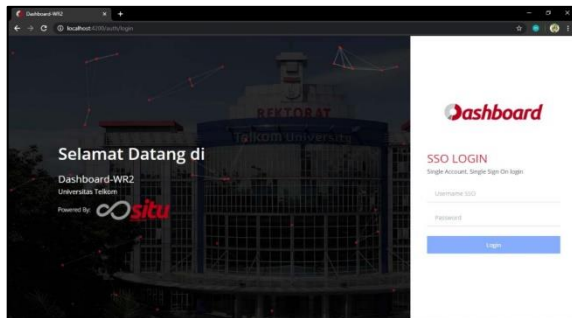 Dashboard-WR2
localhost:4200/auth/login
REKTORAT
Telkom University
Selamat Datang di
Dashboard-WR2
Universitas Telkom
Powered By:
situ
Dashboard
SSO LOGIN
Single Account, Single Sign On login
Username SSO
Password
Login